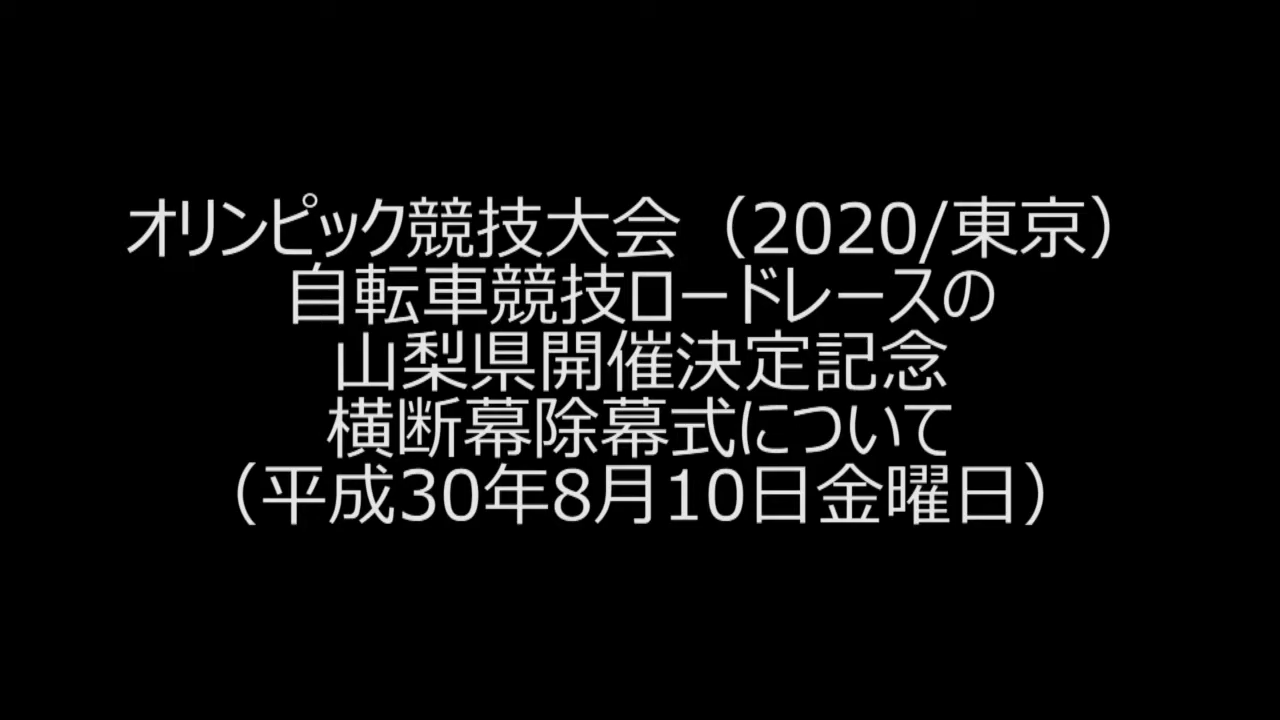 オリンピック競技大会（2020/東京）
自転車競技ロードレースの
山梨県開催決定記念
横断幕除幕式について
（平成30年8月10日金曜日）